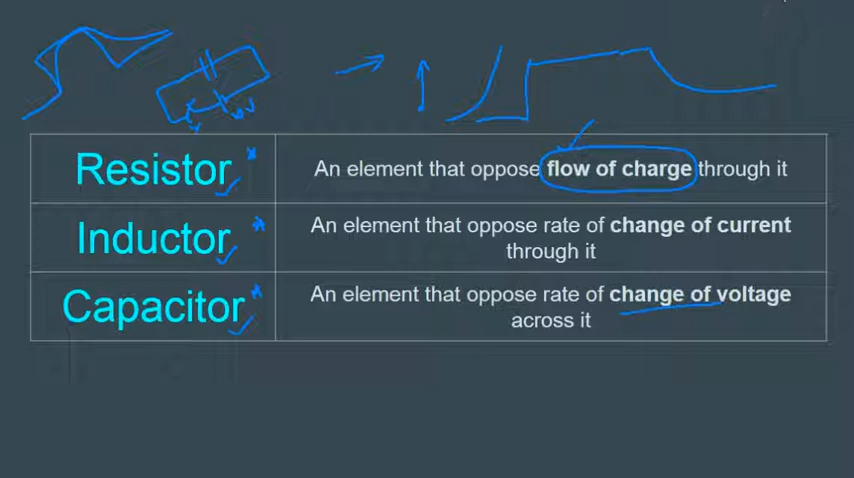 Resistor
An element that oppose flow of charge through it
Inductor
An element that oppose rate of change of current
through it
Capacitor
An element that oppose rate of change of voltage
across it